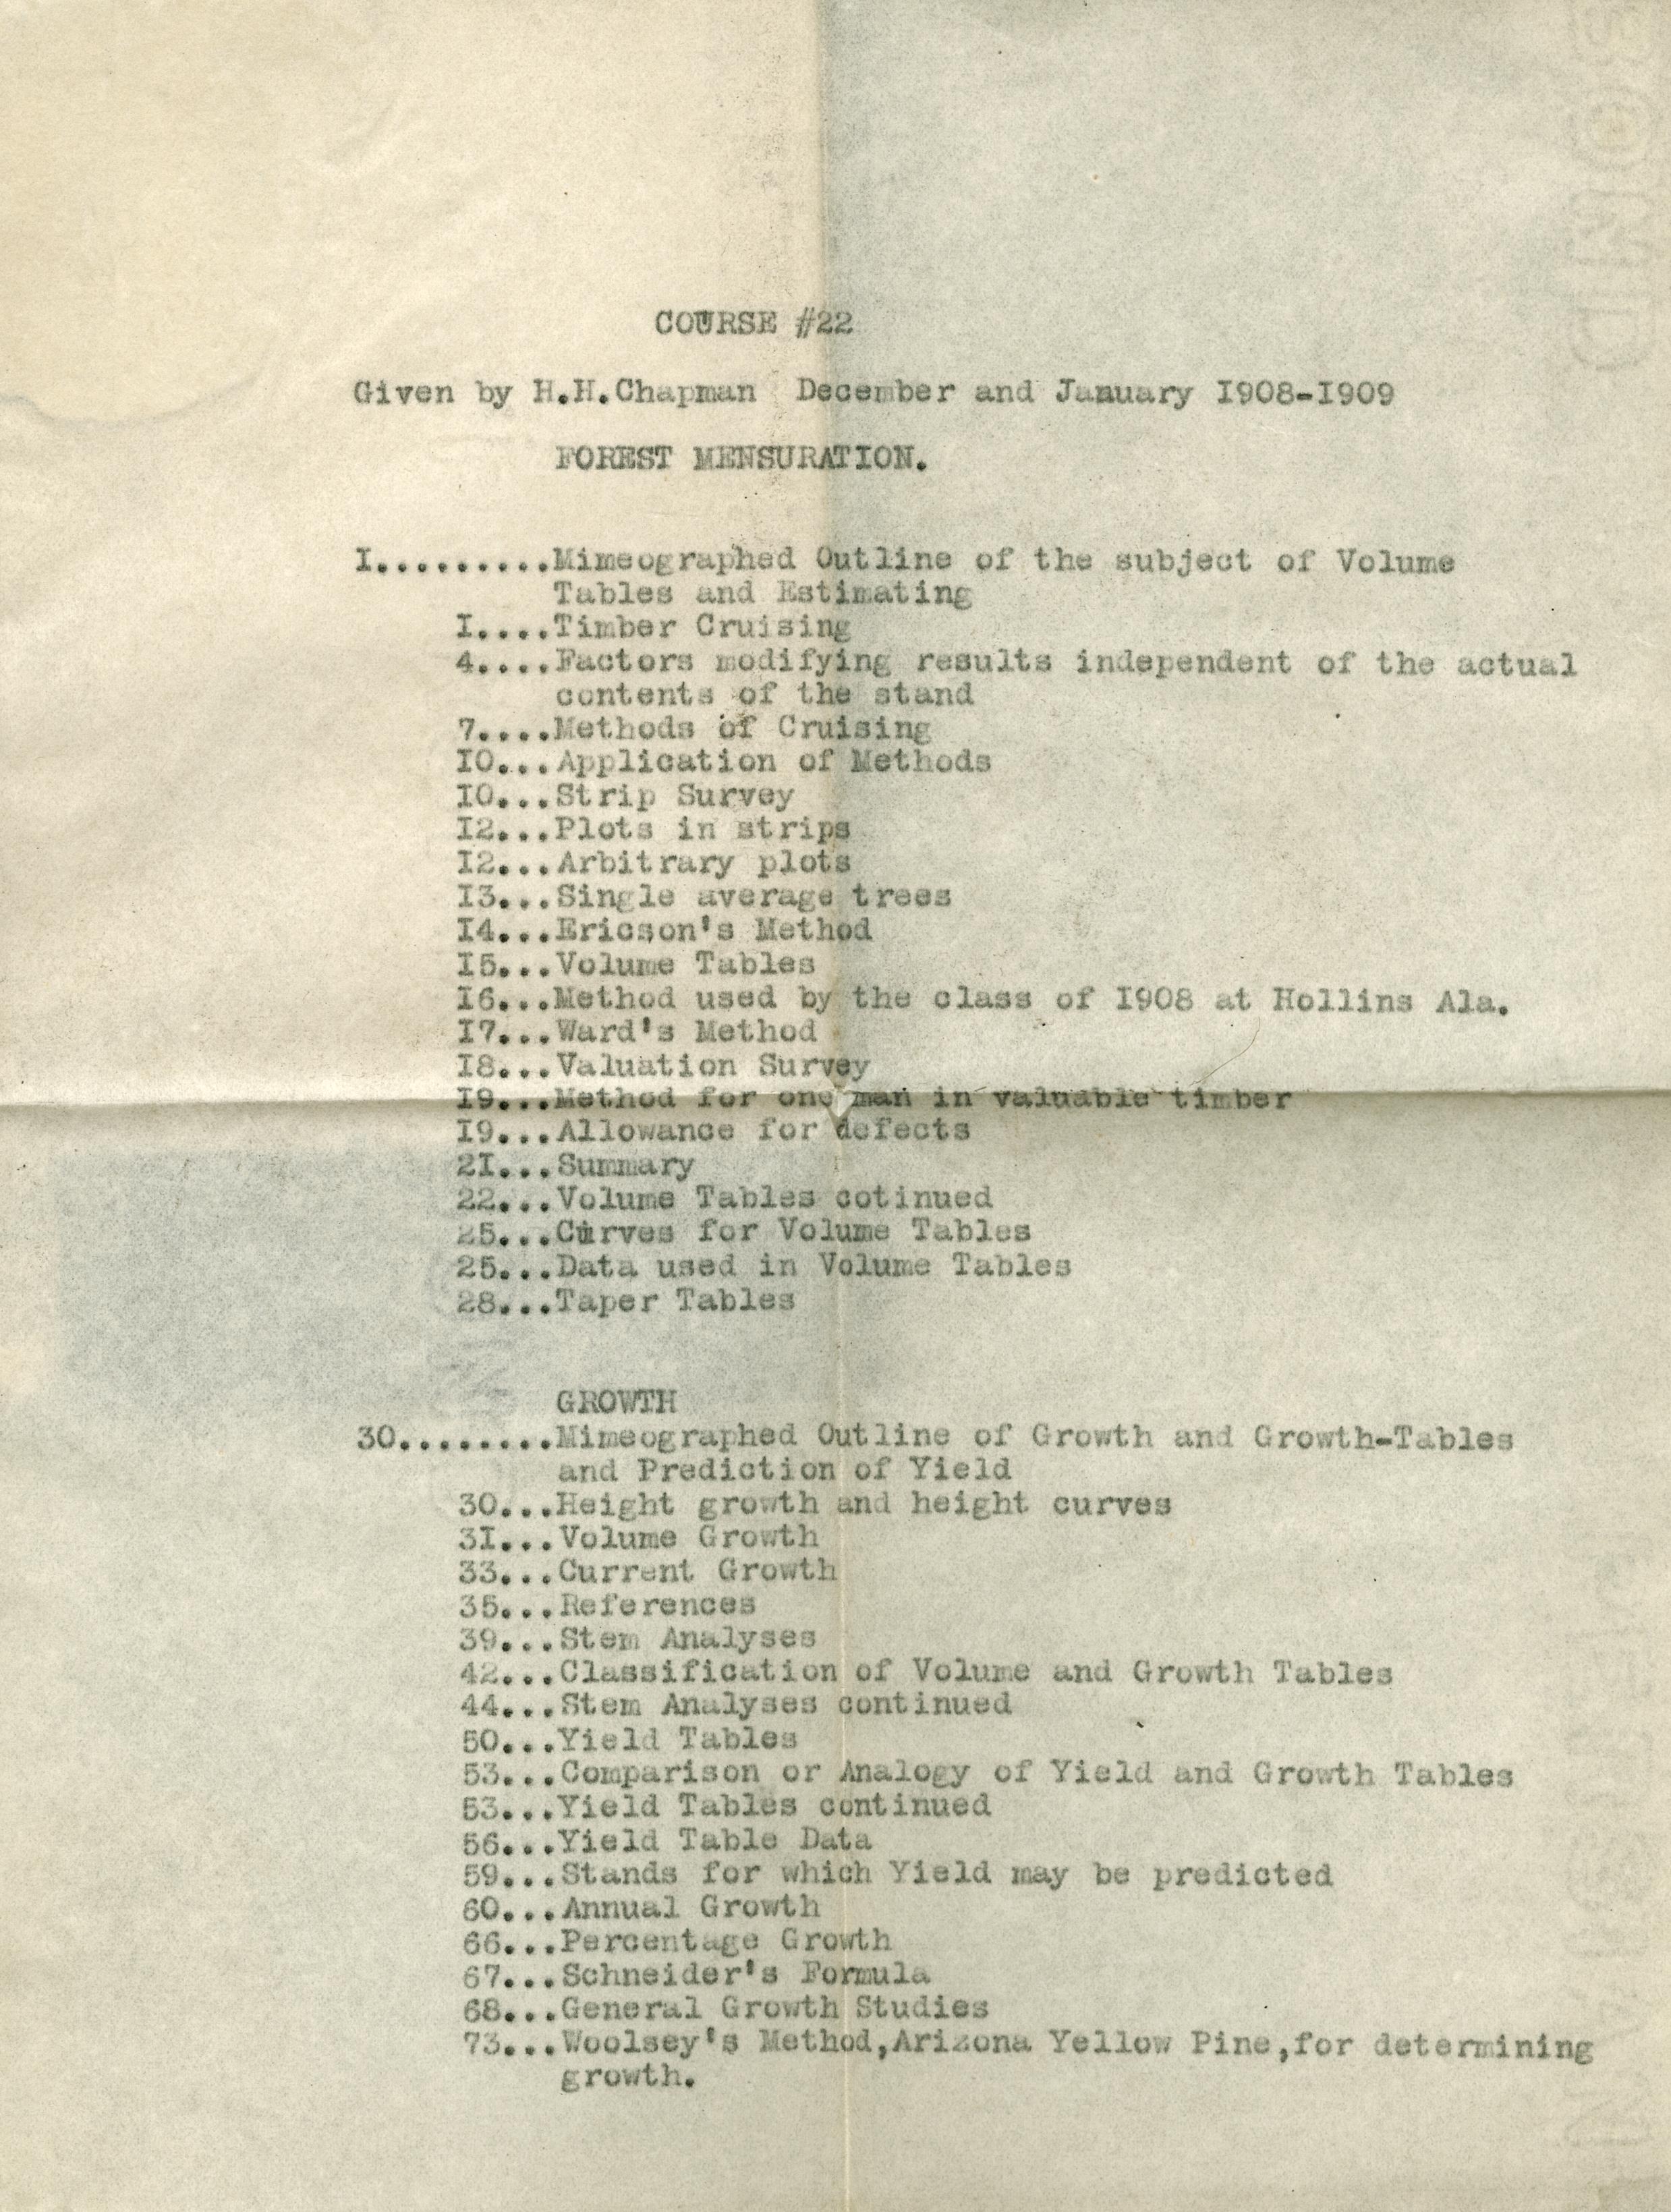 COURSE #22
Given by H.H.Chapman  December and January I908-I909
FOREST MENSURATION.
I.........Mimeographed Outline of the subject of Volume
Tables and Estimating
I....Timber Cruising
4....Factors modifying results independent of the actual
contents of the stand
7....Methods of Cruising
IO...Application of Methods
IO...Strip Survey
I2...Plots in strips
I2...Arbitrary plots
I3...Single average trees
I4...Ericson's Method
I5...Volume Tables
I6...Method used by the class of I908 at Hollins Ala.
I7...Ward's Method
I8...Valuation Survey
I9...Method for one man in valuable timber
I9...Allowance for defects
2I...Summary
22...Volume Tables cotinued
25...Curves for Volume Tables
25...Data used in Volume Tables
28...Taper Tables
GROWTH
30........Mimeographed Outline of Growth and Growth-Tables
and Prediction of Yield
30...Height growth and height curves
3I...Volume Growth
33...Current Growth
35...References
39...Stem Analyses
42...Classification of Volume and Growth Tables
44...Stem Analyses continued
50...Yield Tables
53...Comparison or Analogy of Yield and Growth Tables
53...Yield Tables continued
56...Yield Table Data
59...Stands for which Yield may be predicted
60...Annual Growth
66...Percentage Growth
67...Schneider's Formula
68...General Growth Studies
73...Woolsey's Method,Arizona Yellow Pine,for determining
growth.